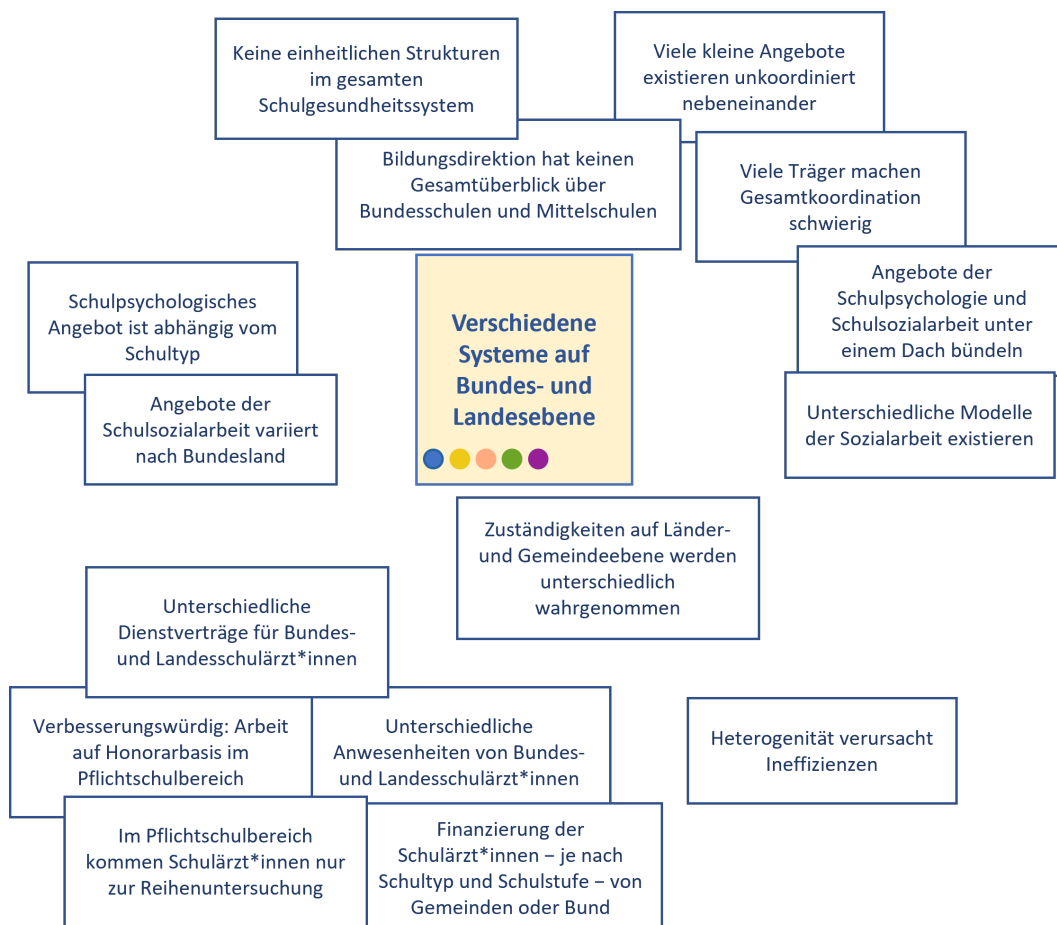 Keine einheitlichen Strukturen
im gesamten
Schulgesundheitssystem
Viele kleine Angebote
existieren unkoordiniert
nebeneinander
Bildungsdirektion hat keinen
Gesamtüberblick über
Bundesschulen und Mittelschulen
Viele Träger machen
Gesamtkoordination
schwierig
Schulpsychologisches
Angebot ist abhängig vom
Schultyp
Verschiedene
Systeme auf
Bundes- und
Landesebene
Angebote der
Schulpsychologie und
Schulsozialarbeit unter
einem Dach bündeln
Angebote der
Schulsozialarbeit variiert
nach Bundesland
Unterschiedliche Modelle
der Sozialarbeit existieren
Zuständigkeiten auf Länder-
und Gemeindeebene werden
unterschiedlich
wahrgenommen
Unterschiedliche
Dienstverträge für Bundes-
und Landesschulärzt*innen
Verbesserungswürdig: Arbeit
auf Honorarbasis im
Pflichtschulbereich
Unterschiedliche
Anwesenheiten von Bundes-
und Landesschulärzt*innen
Heterogenität verursacht
Ineffizienzen
Im Pflichtschulbereich
kommen Schulärzt*innen nur
zur Reihenuntersuchung
Finanzierung der
Schulärzt*innen – je nach
Schultyp und Schulstufe – von
Gemeinden oder Bund